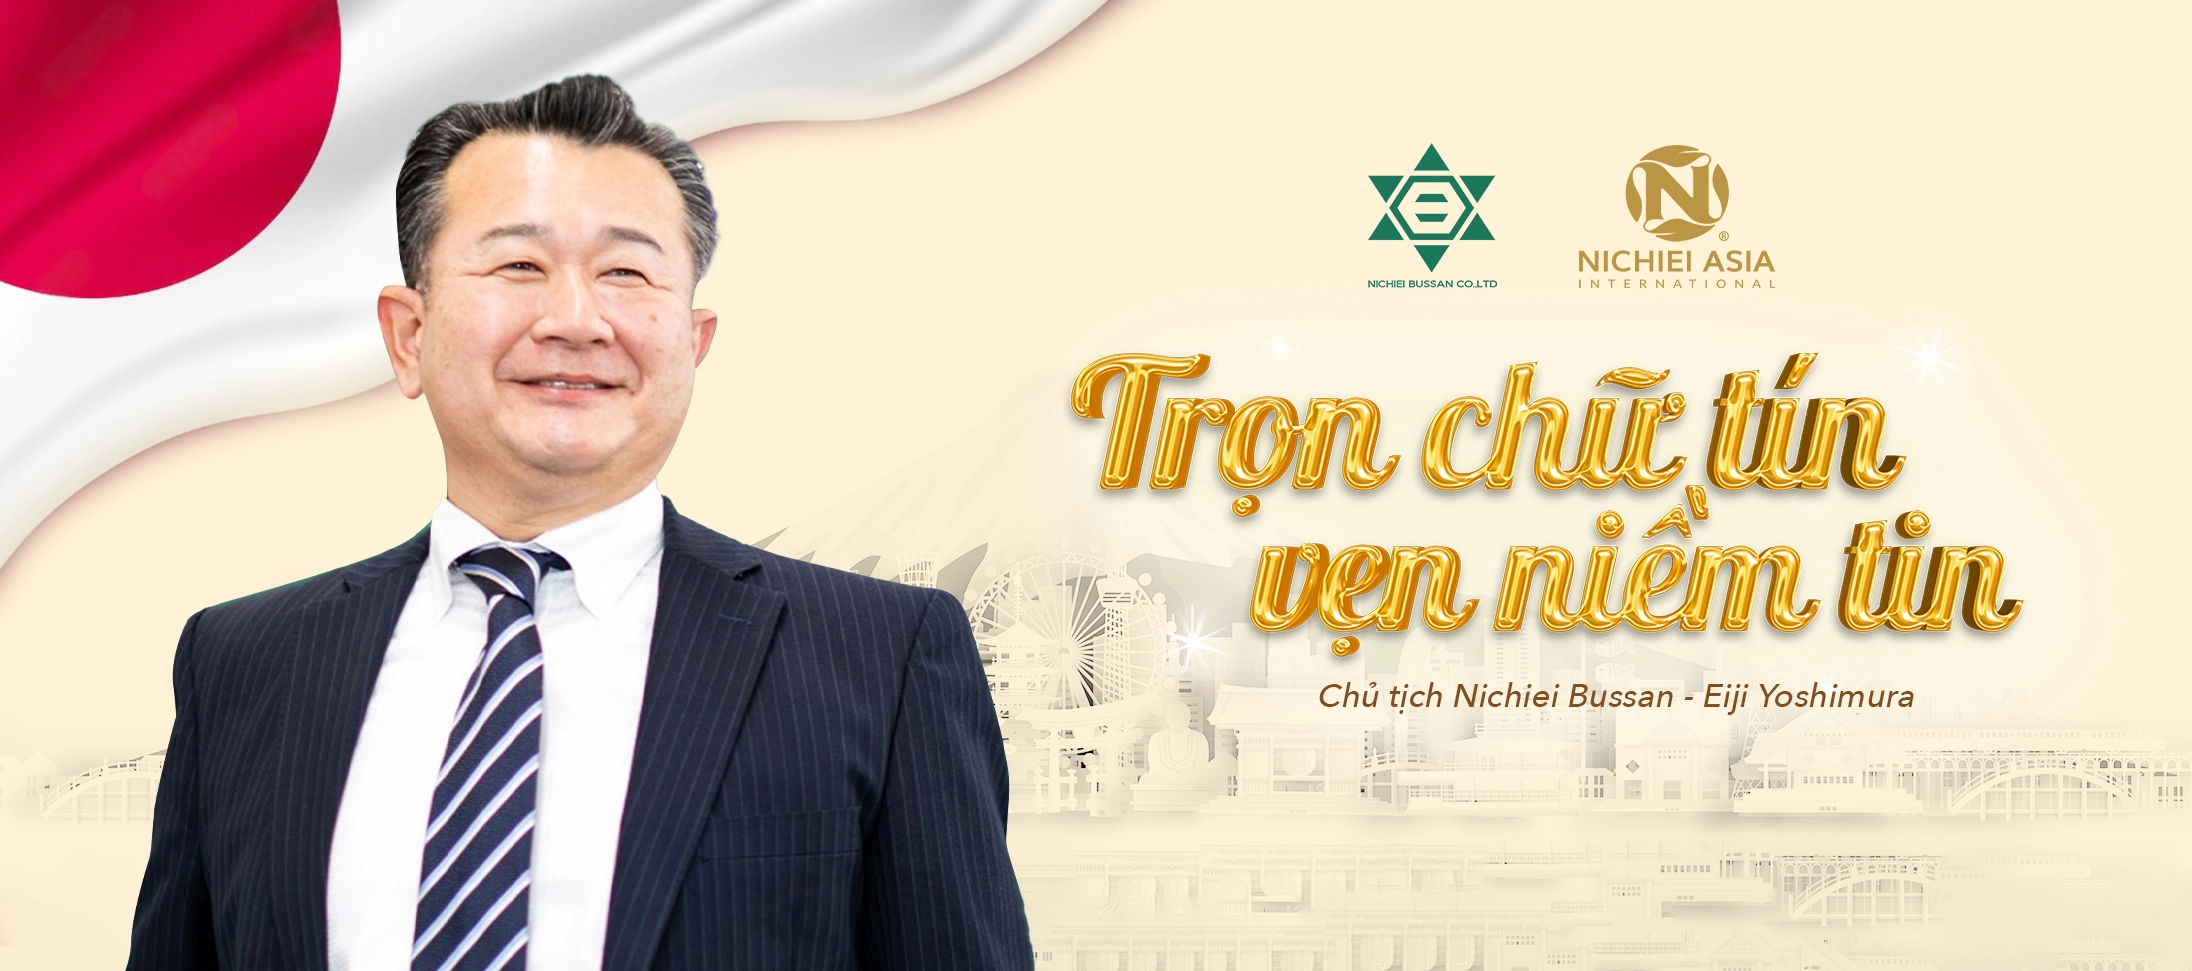 NICHIEI BUSSAN CO.,LTD
N
®
NICHIEI ASIA
INTERNATIONAL
Trọn chữ tín
vẹn niềm tin
Chủ tịch Nichiei Bussan - Eiji Yoshimura